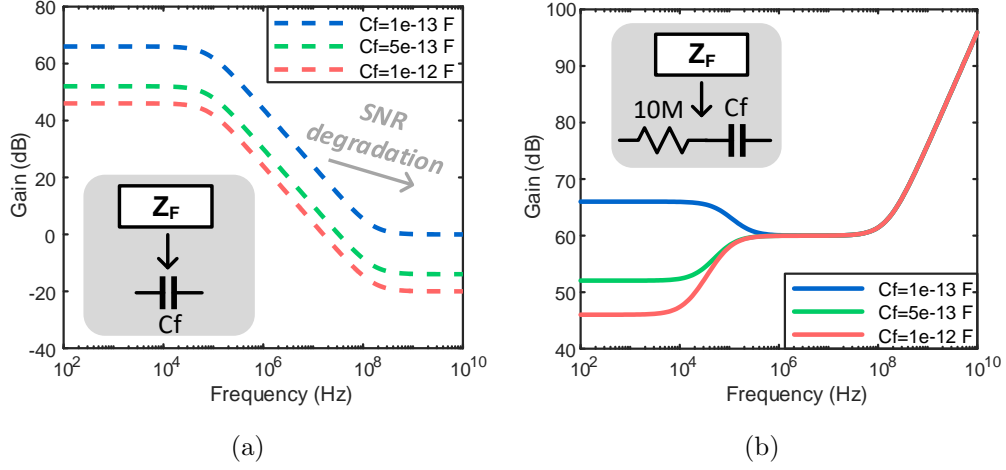 80
60
40
20
0
-20
-40
Gain (dB)
10^2
10^4
10^6
10^8
10^10
Frequency (Hz)
Cf=1e-13 F
Cf=5e-13 F
Cf=1e-12 F
SNR
degradation
Z_F
Cf
(a)
100
90
80
70
60
50
40
Gain (dB)
10^2
10^4
10^6
10^8
10^10
Frequency (Hz)
Z_F
10M Cf
Cf=1e-13 F
Cf=5e-13 F
Cf=1e-12 F
(b)